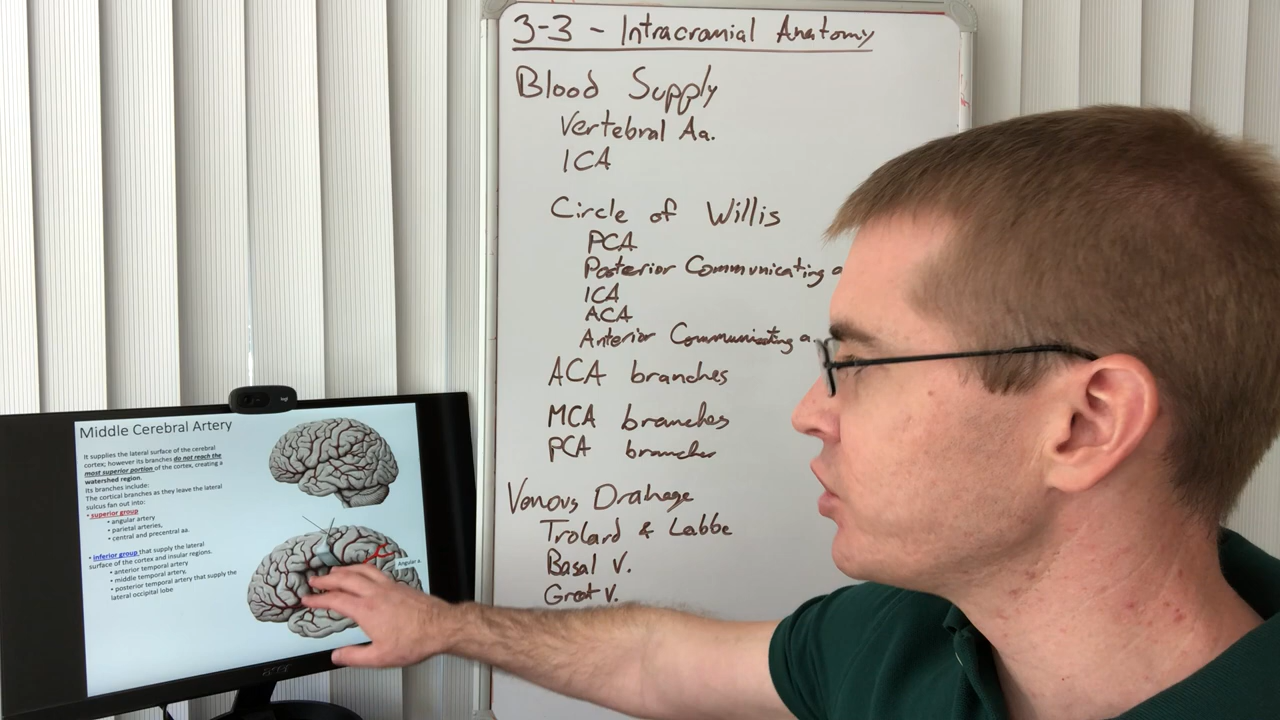 3-3 - Intracranial Anatomy
Blood Supply
Vertebral Aa.
ICA
Circle of Willis
PCA
Posterior Communicating a
ICA
ACA
Anterior Communicating a.
ACA branches
MCA branches
PCA branches
Venous Drainage
Trolard & Labbe
Basal v.
Great v.
Middle Cerebral Artery
It supplies the lateral surface of the cerebral
cortex; however its branches do not reach the
most superior portion of the cortex, creating a
watershed region.
Its branches include:
The cortical branches as they leave the lateral
sulcus fan out into:
• superior group
• angular artery
• parietal arteries,
• central and precentral aa.
• inferior group that supply the lateral
surface of the cortex and insular regions.
• anterior temporal artery
• middle temporal artery,
• posterior temporal artery that supply the
lateral occipital lobe
Angular a.
logi